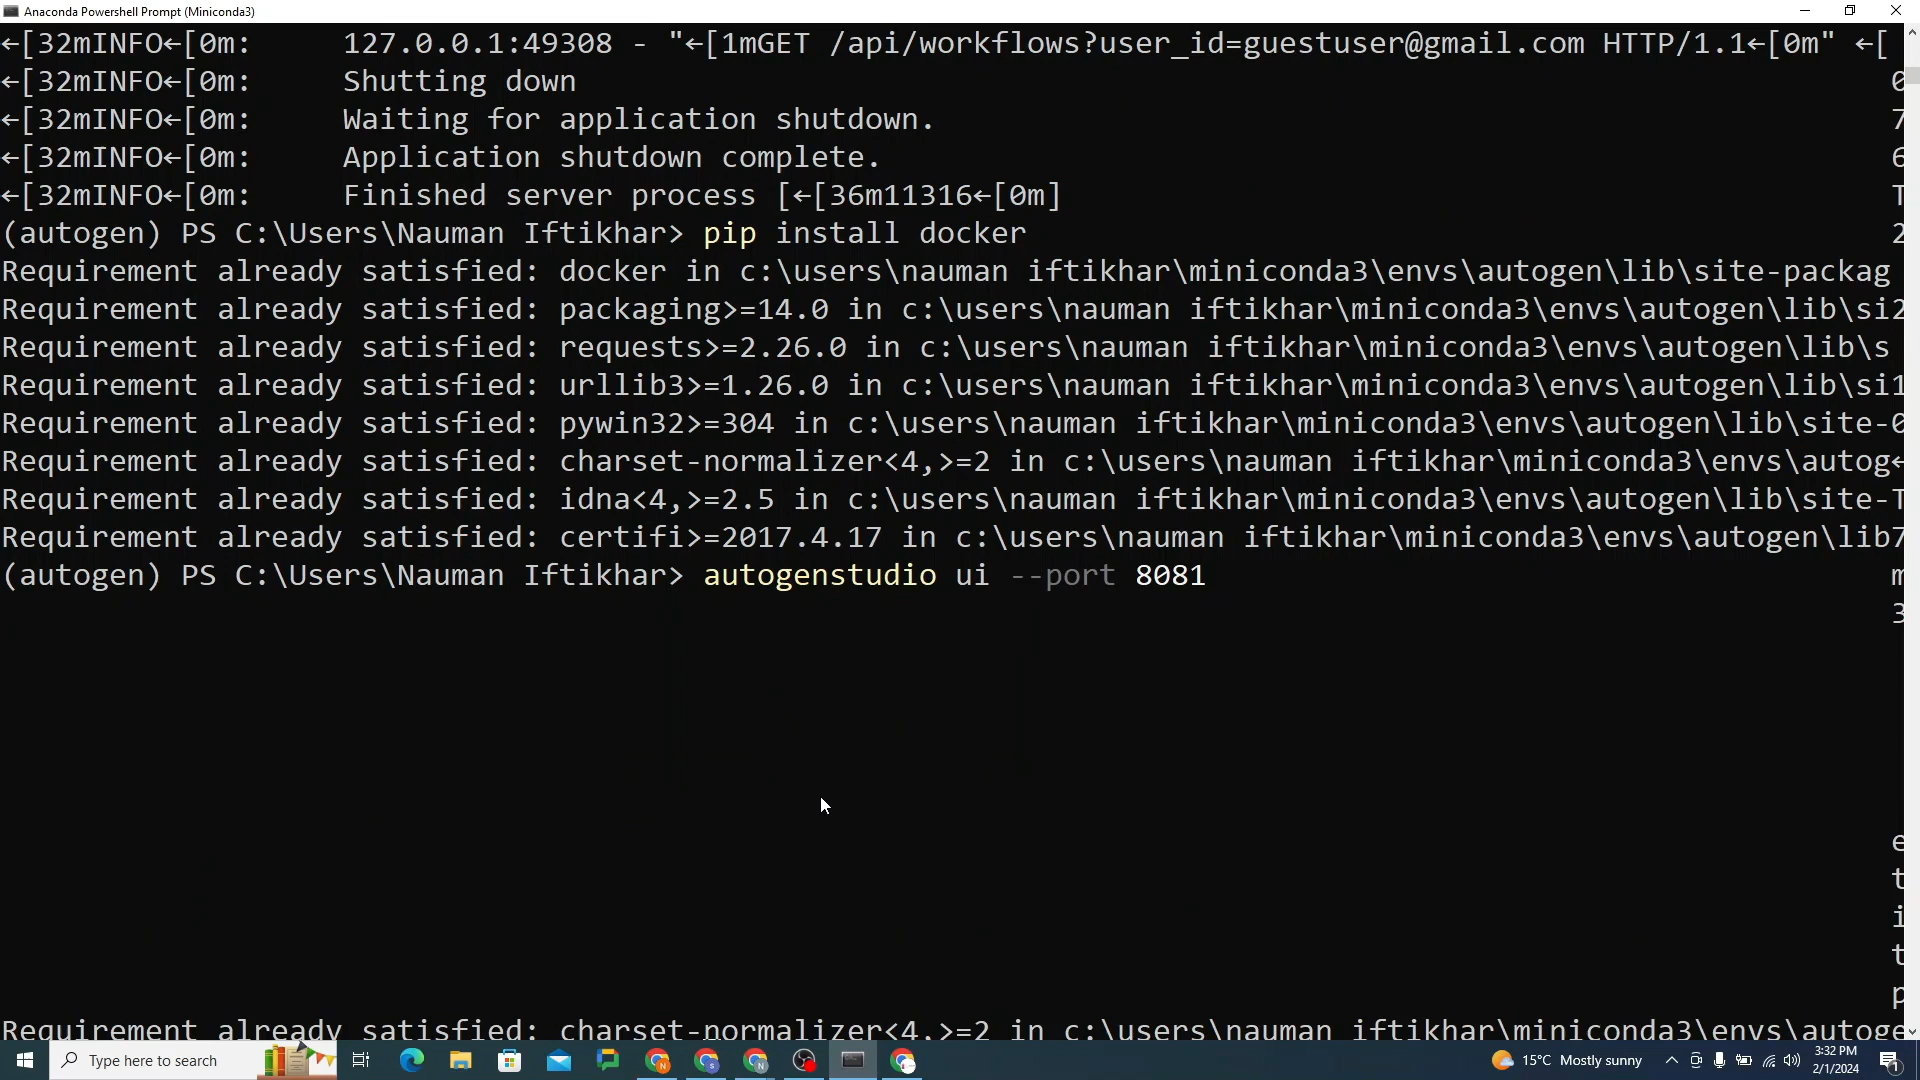 Anaconda Powershell Prompt (Miniconda3)
←[32mINFO←[0m:     127.0.0.1:49308 - "←[1mGET /api/workflows?user_id=guestuser@gmail.com HTTP/1.1←[0m" ←[
←[32mINFO←[0m:     Shutting down 0
←[32mINFO←[0m:     Waiting for application shutdown. 7
←[32mINFO←[0m:     Application shutdown complete. 6
←[32mINFO←[0m:     Finished server process [←[36m11316←[0m] T
(autogen) PS C:\Users\Nauman Iftikhar> pip install docker 2
Requirement already satisfied: docker in c:\users\nauman iftikhar\miniconda3\envs\autogen\lib\site-packag
Requirement already satisfied: packaging>=14.0 in c:\users\nauman iftikhar\miniconda3\envs\autogen\lib\si2
Requirement already satisfied: requests>=2.26.0 in c:\users\nauman iftikhar\miniconda3\envs\autogen\lib\s
Requirement already satisfied: urllib3>=1.26.0 in c:\users\nauman iftikhar\miniconda3\envs\autogen\lib\si1
Requirement already satisfied: pywin32>=304 in c:\users\nauman iftikhar\miniconda3\envs\autogen\lib\site-0
Requirement already satisfied: charset-normalizer<4,>=2 in c:\users\nauman iftikhar\miniconda3\envs\autog←
Requirement already satisfied: idna<4,>=2.5 in c:\users\nauman iftikhar\miniconda3\envs\autogen\lib\site-T
Requirement already satisfied: certifi>=2017.4.17 in c:\users\nauman iftikhar\miniconda3\envs\autogen\lib7
(autogen) PS C:\Users\Nauman Iftikhar> autogenstudio ui --port 8081 m
3
e
t
i
t
p
Requirement already satisfied: charset-normalizer<4,>=2 in c:\users\nauman iftikhar\miniconda3\envs\autoge
Type here to search
15°C Mostly sunny
3:32 PM
2/1/2024
1